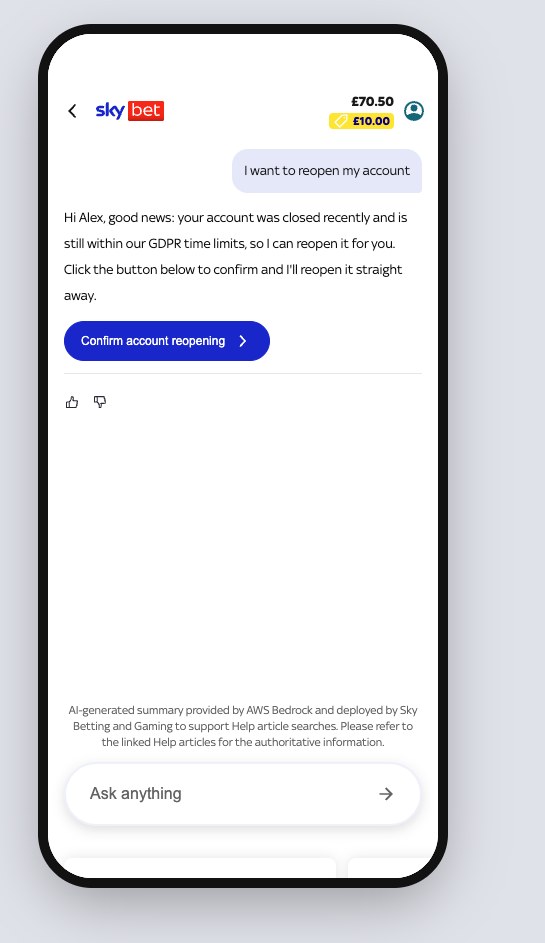 sky bet
£70.50
£10.00
I want to reopen my account
Hi Alex, good news: your account was closed recently and is
still within our GDPR time limits, so I can reopen it for you.
Click the button below to confirm and I'll reopen it straight
away.
Confirm account reopening
AI-generated summary provided by AWS Bedrock and deployed by Sky
Betting and Gaming to support Help article searches. Please refer to
the linked Help articles for the authoritative information.
Ask anything